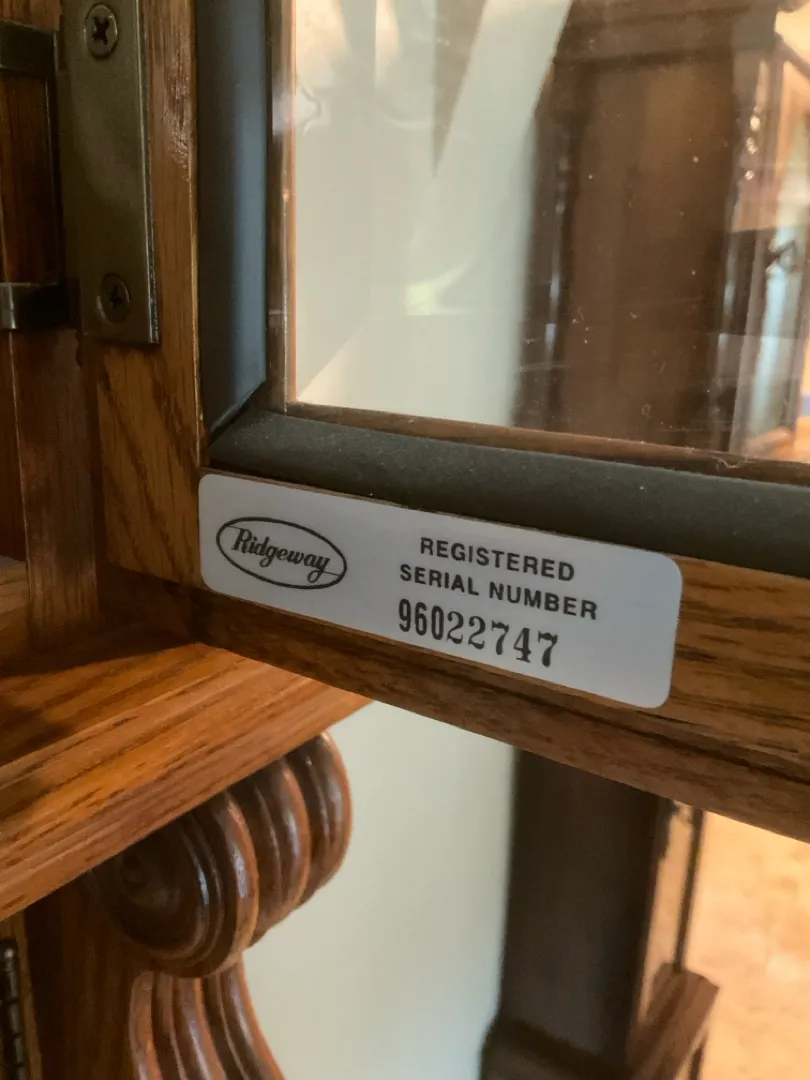 Ridgeway
REGISTERED
SERIAL NUMBER
96022747